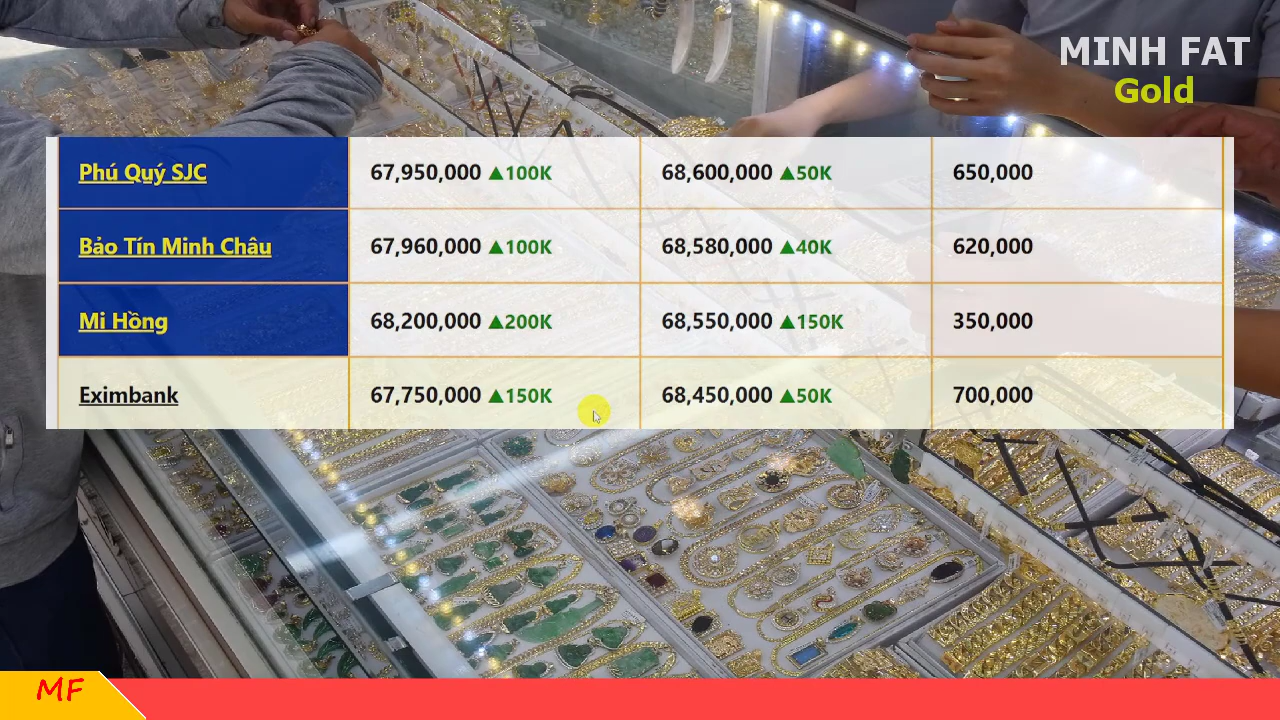 MINH FAT
Gold
Phú Quý SJC 67,950,000 ▲100K 68,600,000 ▲50K 650,000
Bảo Tín Minh Châu 67,960,000 ▲100K 68,580,000 ▲40K 620,000
Mi Hồng 68,200,000 ▲200K 68,550,000 ▲150K 350,000
Eximbank 67,750,000 ▲150K 68,450,000 ▲50K 700,000
MF